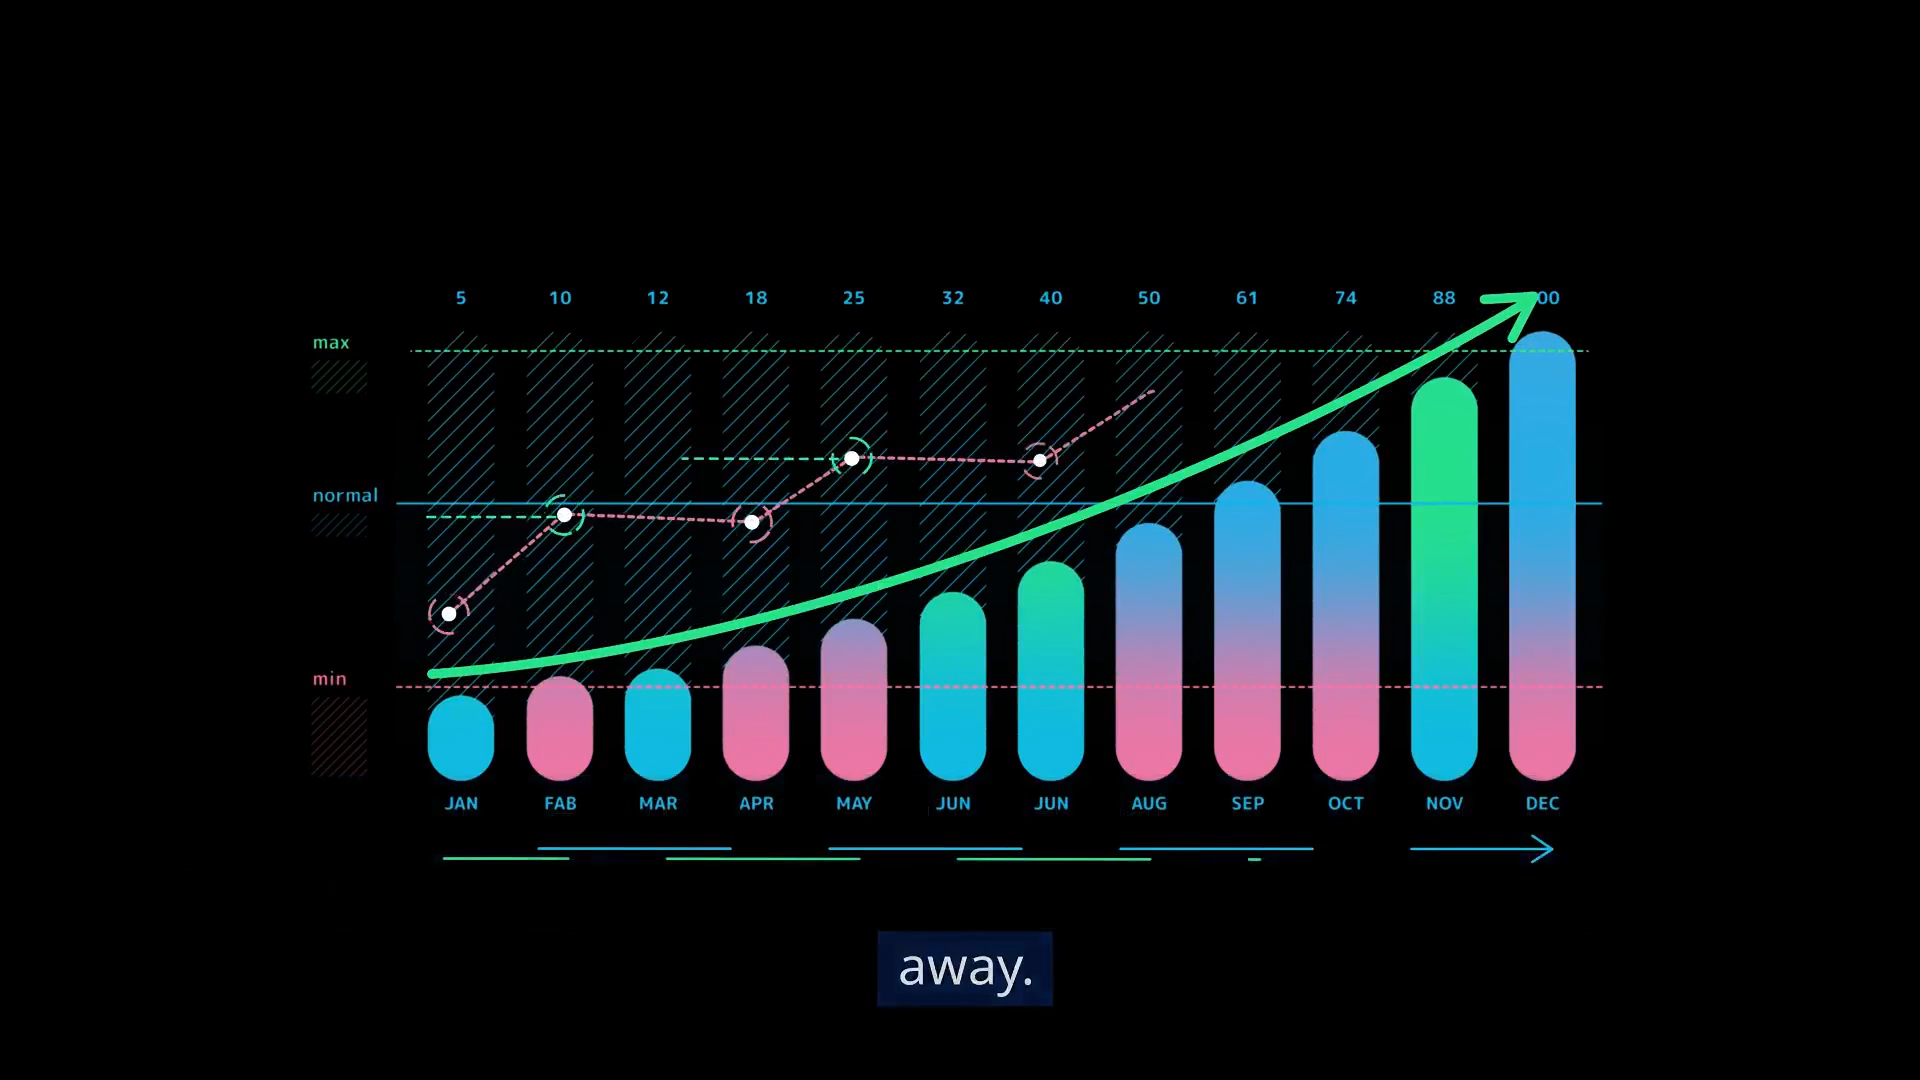 5 10 12 18 25 32 40 50 61 74 88 00
max
normal
min
JAN FAB MAR APR MAY JUN JUN AUG SEP OCT NOV DEC
away.